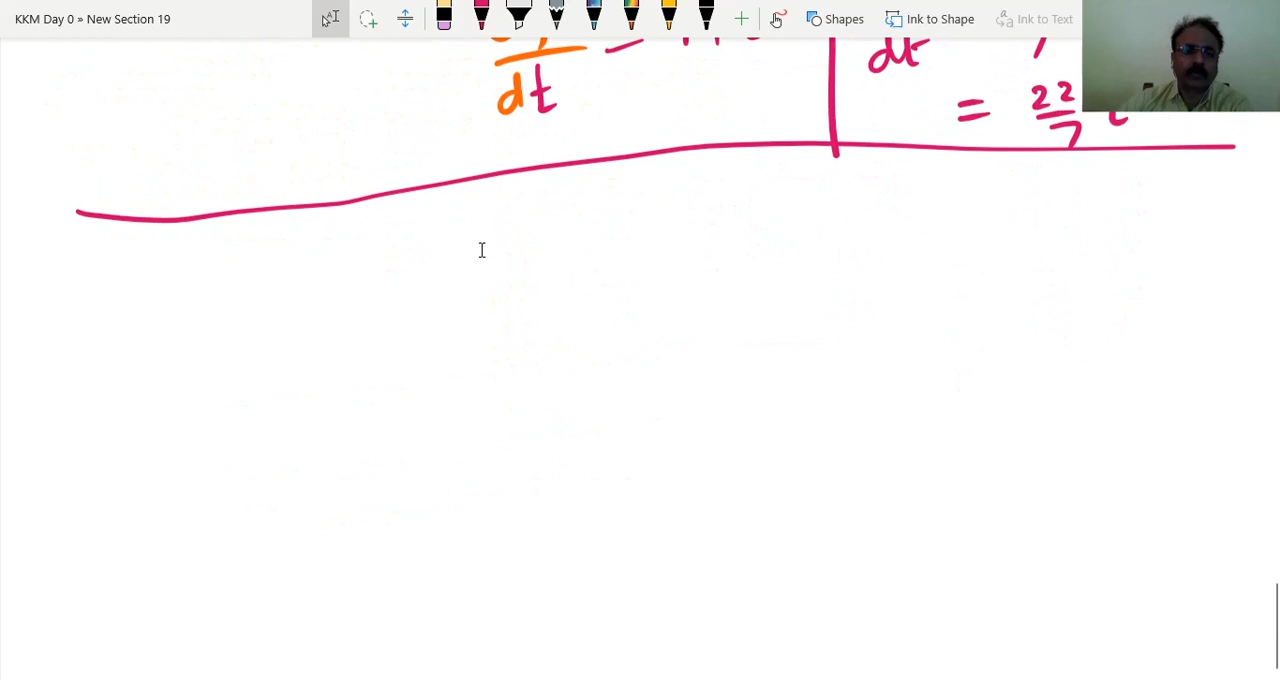 KKM Day 0 » New Section 19
Shapes
Ink to Shape
Ink to Text
dt
dt
= 22/7